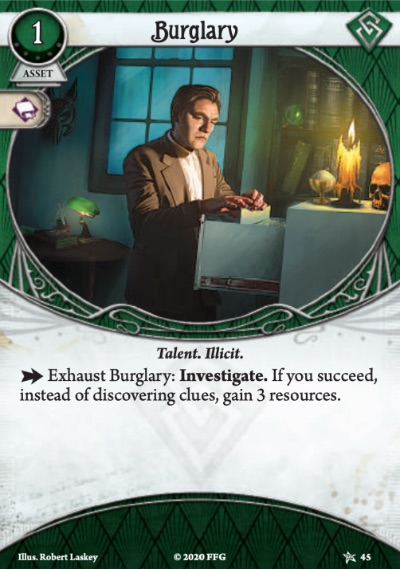 1
Burglary
ASSET
Talent. Illicit.
Exhaust Burglary: Investigate. If you succeed,
instead of discovering clues, gain 3 resources.
Illus. Robert Laskey
© 2020 FFG
45